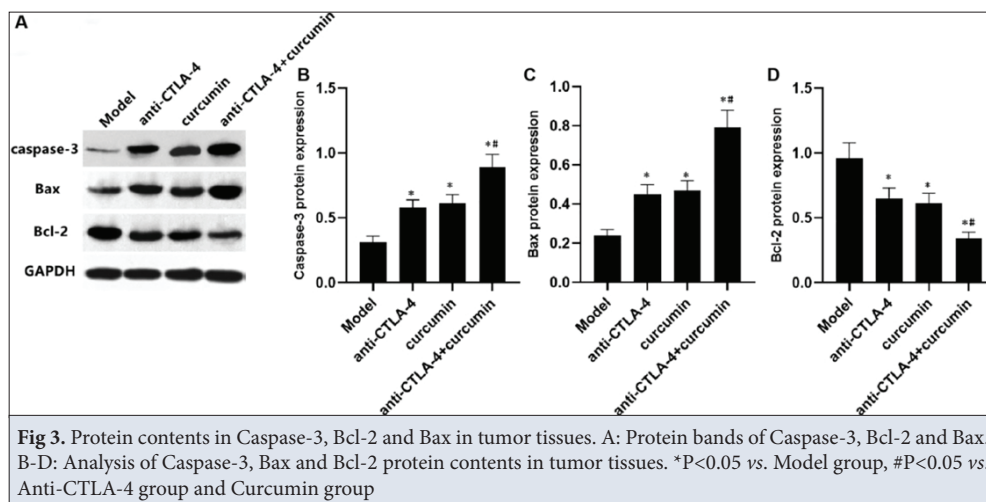 A
Model
anti-CTLA-4
curcumin
anti-CTLA-4+curcumin
caspase-3
Bax
Bcl-2
GAPDH
B
Caspase-3 protein expression
1.5
1.0
0.5
0.0
*
*
*#
Model
anti-CTLA-4
curcumin
anti-CTLA-4+curcumin
C
Bax protein expression
1.0
0.8
0.6
0.4
0.2
0.0
*
*
*#
Model
anti-CTLA-4
curcumin
anti-CTLA-4+curcumin
D
Bcl-2 protein expression
1.5
1.0
0.5
0.0
*
*
*#
Model
anti-CTLA-4
curcumin
anti-CTLA-4+curcumin
Fig 3. Protein contents in Caspase-3, Bcl-2 and Bax in tumor tissues. A: Protein bands of Caspase-3, Bcl-2 and Bax.
B-D: Analysis of Caspase-3, Bax and Bcl-2 protein contents in tumor tissues. *P<0.05 vs. Model group, #P<0.05 vs.
Anti-CTLA-4 group and Curcumin group